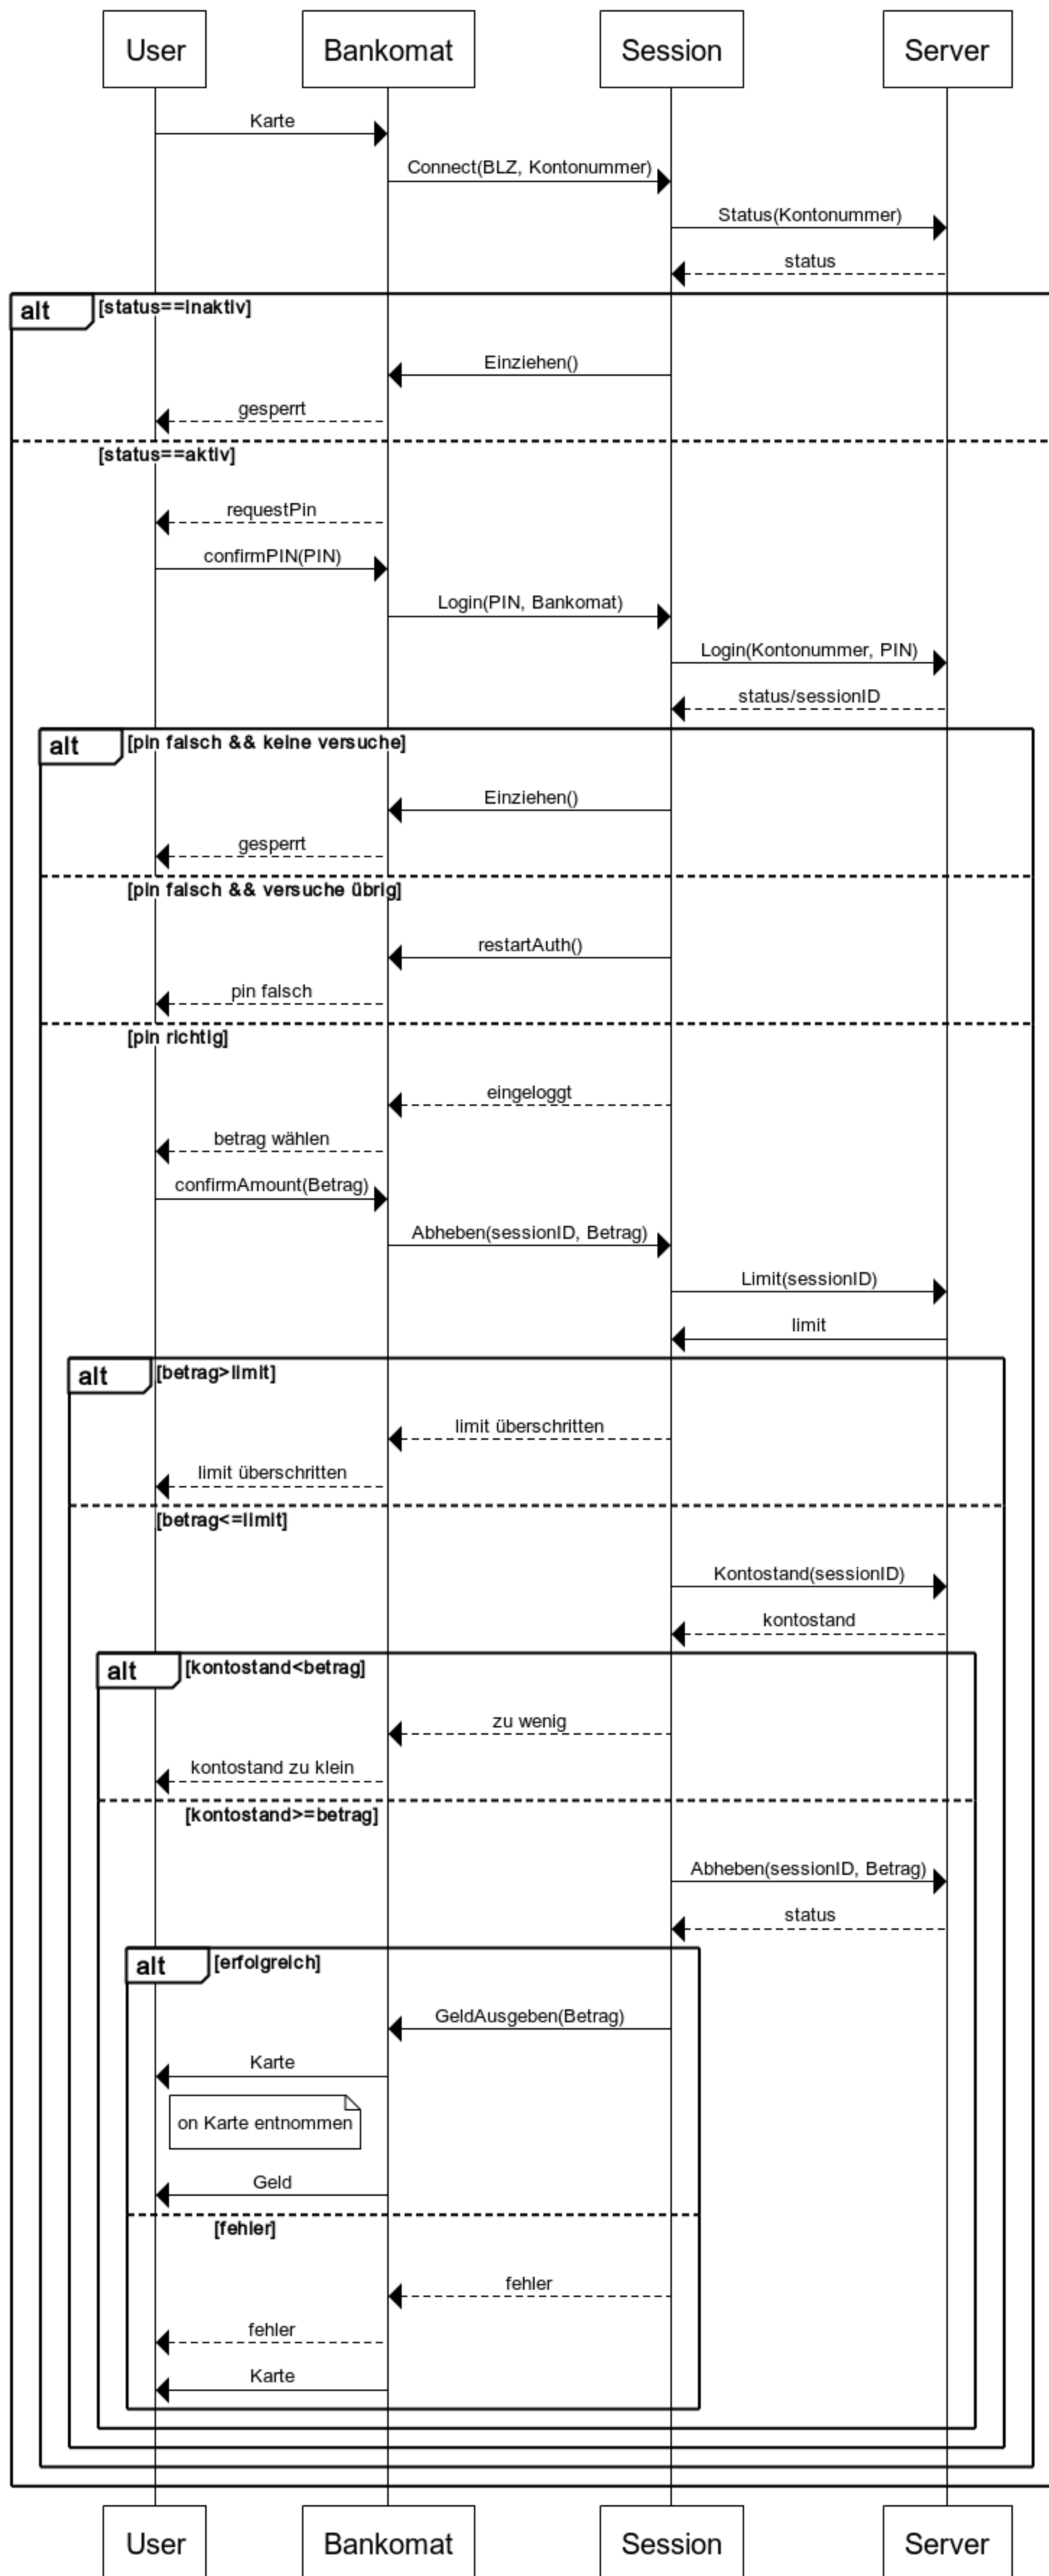 User
Bankomat
Session
Server
Karte
Connect(BLZ, Kontonummer)
Status(Kontonummer)
status
alt
[status==inaktiv]
Einziehen()
gesperrt
[status==aktiv]
requestPin
confirmPIN(PIN)
Login(PIN, Bankomat)
Login(Kontonummer, PIN)
status/sessionID
alt
[pin falsch && keine versuche]
Einziehen()
gesperrt
[pin falsch && versuche übrig]
restartAuth()
pin falsch
[pin richtig]
eingeloggt
betrag wählen
confirmAmount(Betrag)
Abheben(sessionID, Betrag)
Limit(sessionID)
limit
alt
[betrag>limit]
limit überschritten
limit überschritten
[betrag<=limit]
Kontostand(sessionID)
kontostand
alt
[kontostand<betrag]
zu wenig
kontostand zu klein
[kontostand>=betrag]
Abheben(sessionID, Betrag)
status
alt
[erfolgreich]
GeldAusgeben(Betrag)
Karte
on Karte entnommen
Geld
[fehler]
fehler
fehler
Karte
User
Bankomat
Session
Server